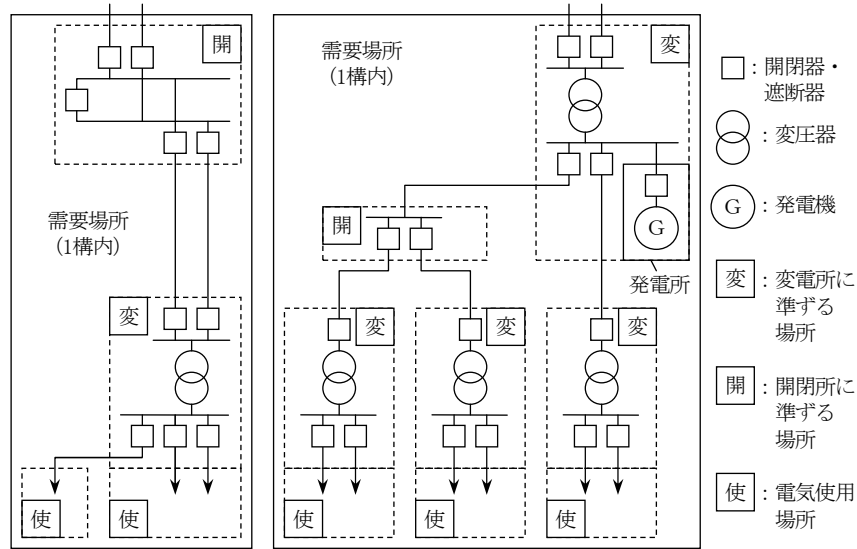 開
需要場所
(1構内)
変
使
使
需要場所
(1構内)
変
G
発電所
開
変
変
変
使
使
使
：開閉器・
遮断器
：変圧器
G
：発電機
変
：変電所に
準ずる
場所
開
：開閉所に
準ずる
場所
使
：電気使用
場所